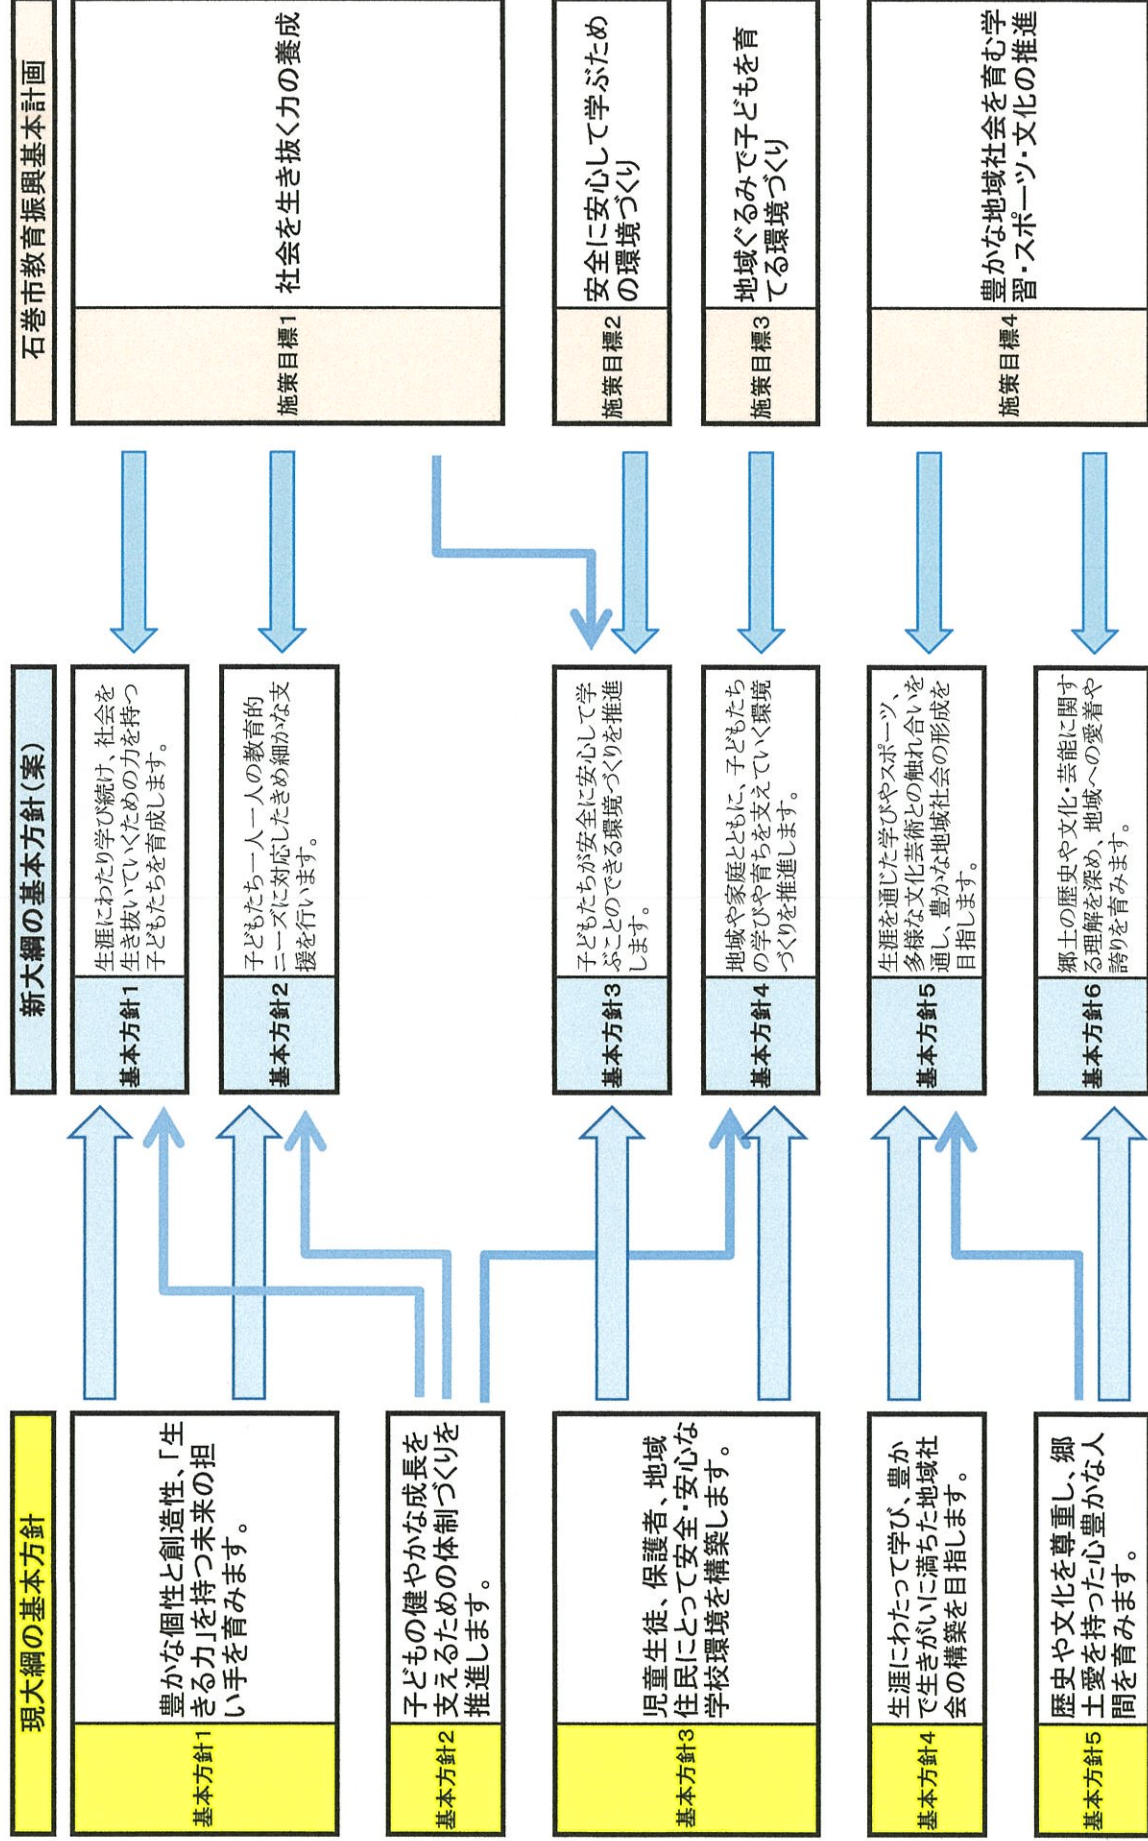 現大綱の基本方針
基本方針1
豊かな個性と創造性、「生
きる力」を持つ未来の担
い手を育みます。
基本方針2
子どもの健やかな成長を
支えるための体制づくりを
推進します。
基本方針3
児童生徒、保護者、地域
住民にとって安全・安心な
学校環境を構築します。
基本方針4
生涯にわたって学び、豊か
で生きがいに満ちた地域社
会の構築を目指します。
基本方針5
歴史や文化を尊重し、郷
土愛を持った心豊かな人
間を育みます。
新大綱の基本方針(案)
基本方針1
生涯にわたり学び続け、社会を
生き抜いていくための力を持つ
子どもたちを育成します。
基本方針2
子どもたち一人一人の教育的
ニーズに対応したきめ細かな支
援を行います。
基本方針3
子どもたちが安全に安心して学
ぶことのできる環境づくりを推進
します。
基本方針4
地域や家庭とともに、子どもたち
の学びや育ちを支えていく環境
づくりを推進します。
基本方針5
生涯を通じた学びやスポーツ、
多様な文化芸術との触れ合いを
通し、豊かな地域社会の形成を
目指します。
基本方針6
郷土の歴史や文化・芸能に関す
る理解を深め、地域への愛着や
誇りを育みます。
石巻市教育振興基本計画
施策目標1
社会を生き抜く力の養成
施策目標2
安全に安心して学ぶため
の環境づくり
施策目標3
地域ぐるみで子どもを育
てる環境づくり
施策目標4
豊かな地域社会を育む学
習・スポーツ・文化の推進